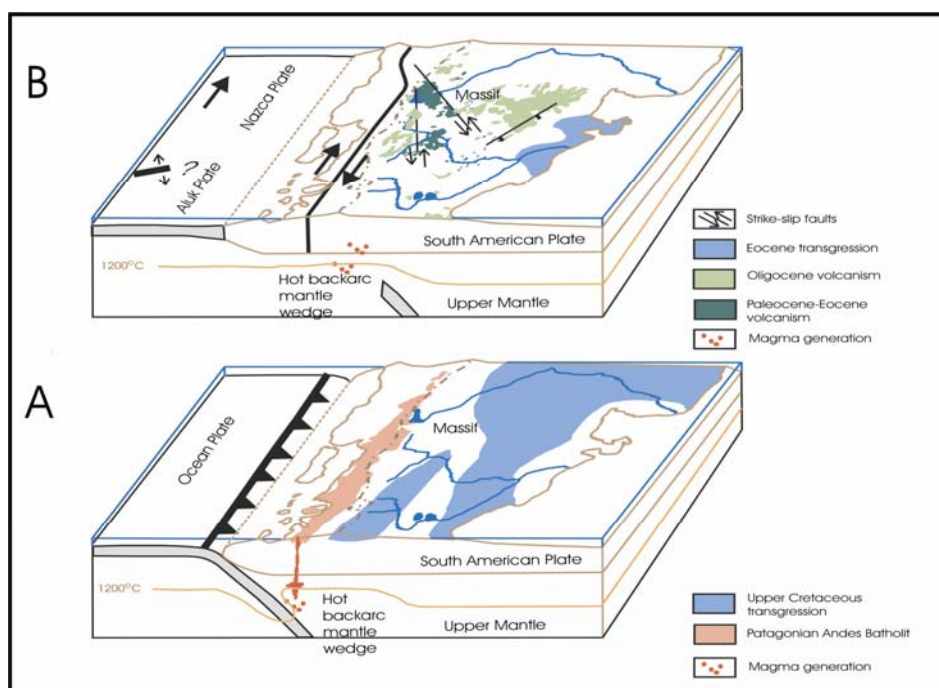 B
Nazca Plate
Aluk Plate
Massif
South American Plate
1200°C
Hot backarc
mantle
wedge
Upper Mantle
Strike-slip faults
Eocene transgression
Oligocene volcanism
Paleocene-Eocene
volcanism
Magma generation
A
Ocean Plate
Massif
South American Plate
1200°C
Hot
backarc
mantle
wedge
Upper Mantle
Upper Cretaceous
transgression
Patagonian Andes Batholit
Magma generation